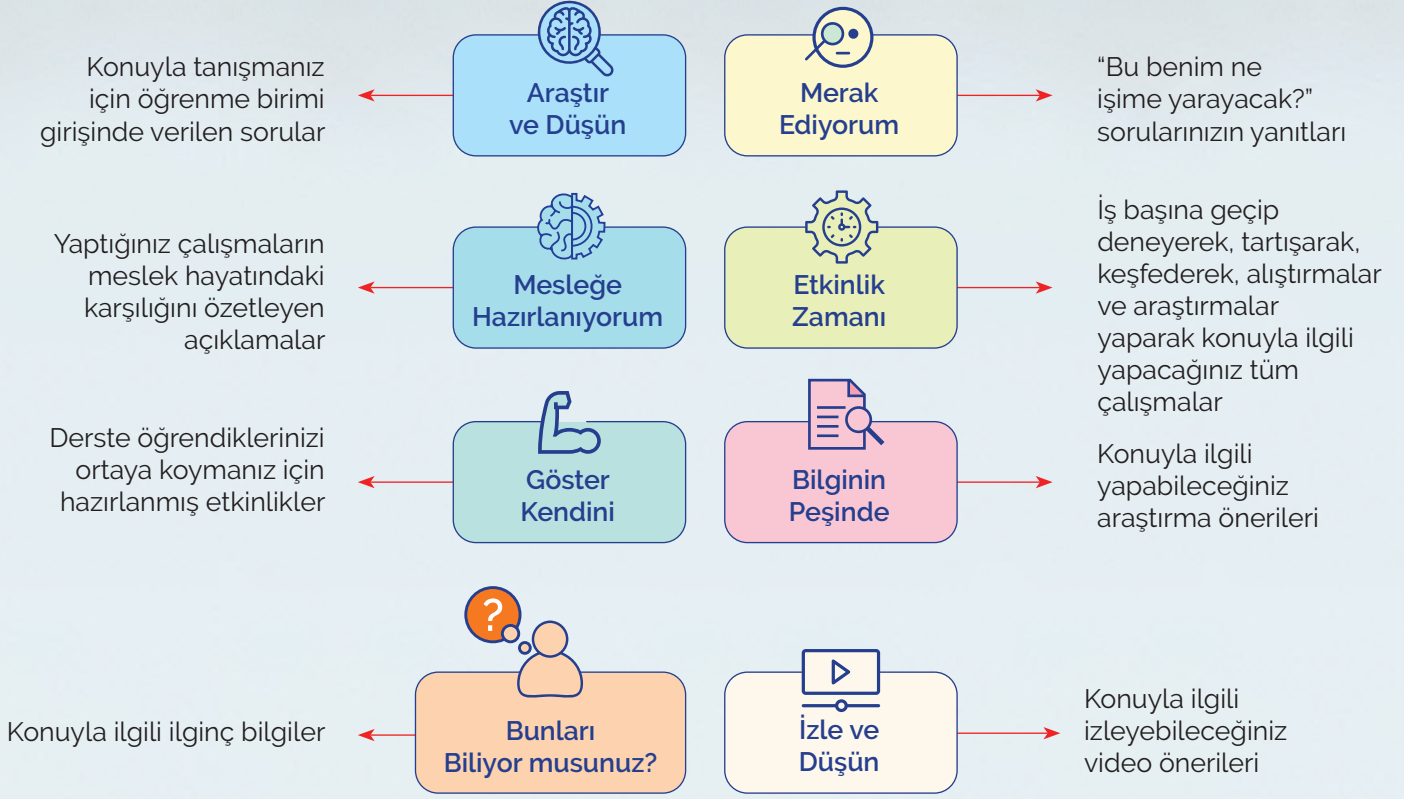 Konuyla tanışmanız
için öğrenme birimi
girişinde verilen sorular
Araştır
ve Düşün
Merak
Ediyorum
“Bu benim ne
işime yarayacak?”
sorularınızın yanıtları
Yaptığınız çalışmaların
meslek hayatındaki
karşılığını özetleyen
açıklamalar
Mesleğe
Hazırlanıyorum
Etkinlik
Zamanı
İş başına geçip
deneyerek, tartışarak,
keşfederek, alıştırmalar
ve araştırmalar
yaparak konuyla ilgili
yapacağınız tüm
çalışmalar
Derste öğrendiklerinizi
ortaya koymanız için
hazırlanmış etkinlikler
Göster
Kendini
Bilginin
Peşinde
Konuyla ilgili
yapabileceğiniz
araştırma önerileri
Konuyla ilgili ilginç bilgiler
?
Bunları
Biliyor musunuz?
İzle ve
Düşün
Konuyla ilgili
izleyebileceğiniz
video önerileri